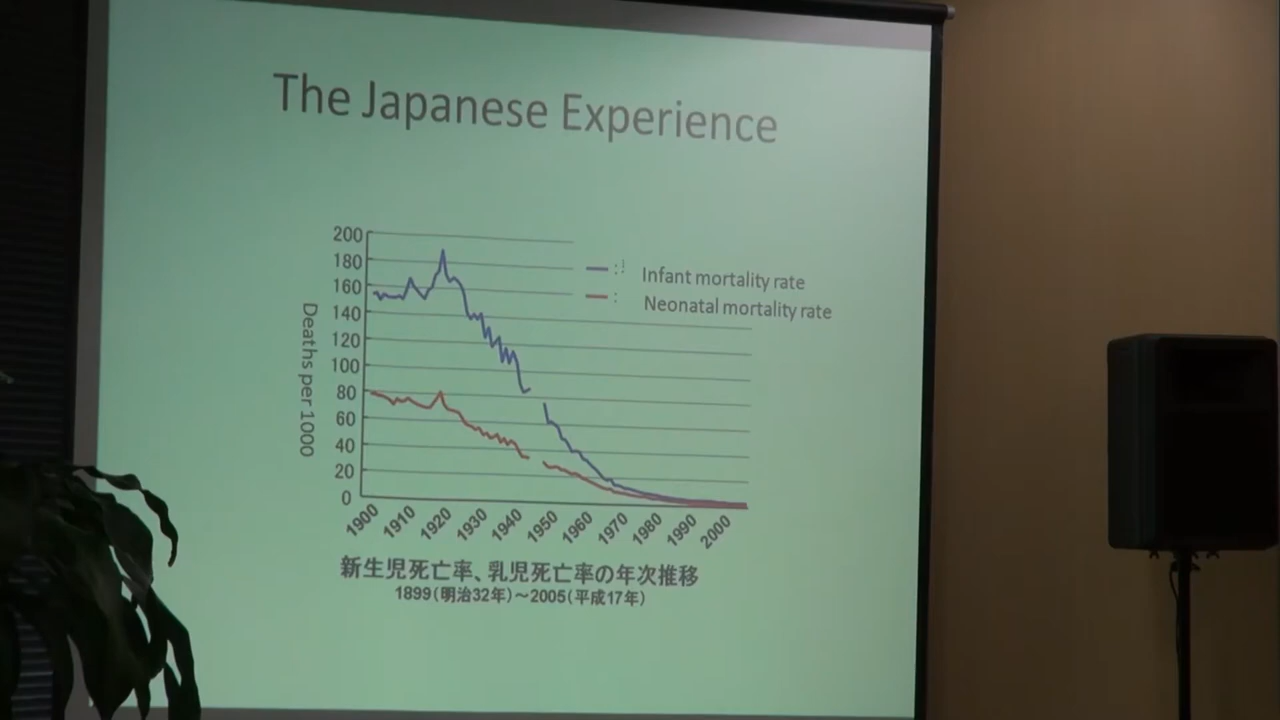 The Japanese Experience
200
180
160
140
120
100
80
60
40
20
0
Deaths per 1000
Infant mortality rate
Neonatal mortality rate
1900 1910 1920 1930 1940 1950 1960 1970 1980 1990 2000
新生児死亡率、乳児死亡率の年次推移
1899(明治32年)～2005(平成17年)